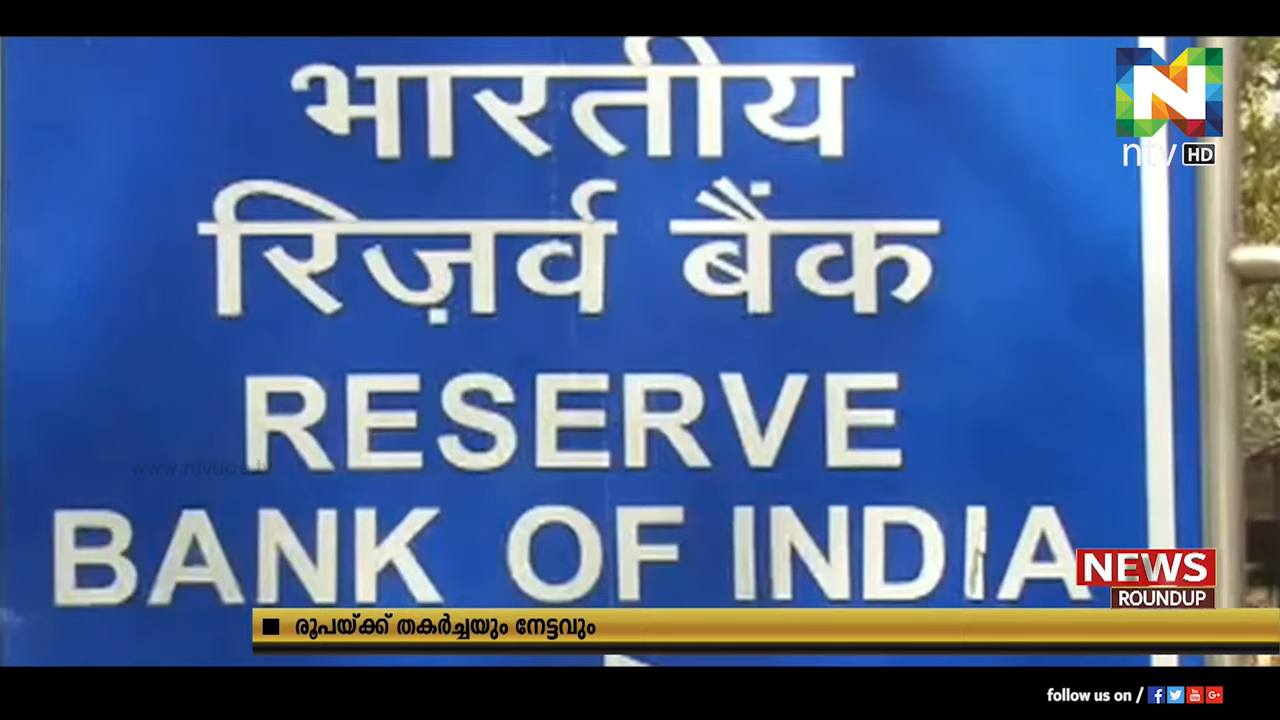 भारतीय
रिज़र्व बैंक
RESERVE
BANK OF INDIA
N
ntv HD
NEWS
ROUNDUP
■ രൂപയ്ക്ക് തകർച്ചയും നേട്ടവും
follow us on /